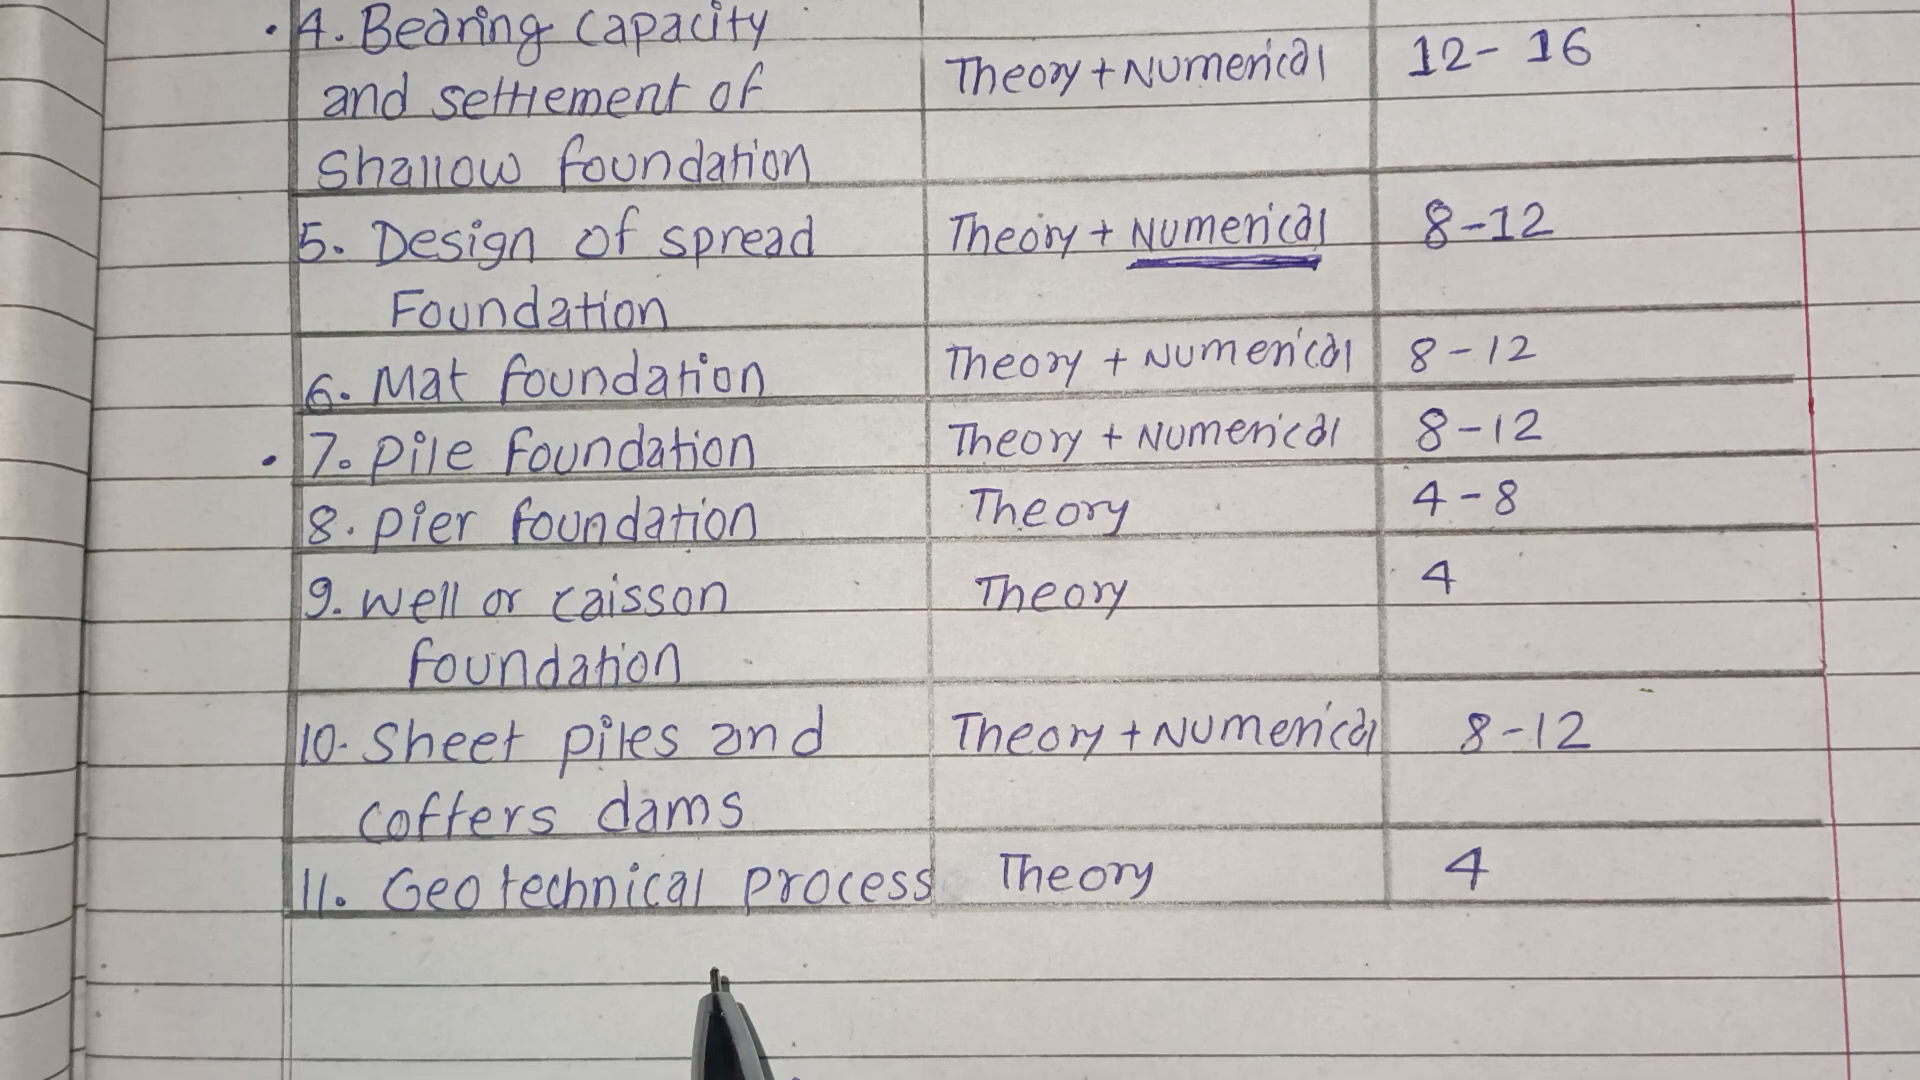 4. Bearing capacity
and settlement of
Shallow foundation
Theory + Numerical
12 - 16
5. Design of spread
Foundation
Theory + Numerical
8-12
6. Mat foundation
Theory + Numerical
8-12
7. pile foundation
Theory + Numerical
8-12
8. pier foundation
Theory
4-8
9. well or caisson
foundation
Theory
4
10. Sheet piles and
coffers dams
Theory + Numerical
8-12
11. Geotechnical process
Theory
4